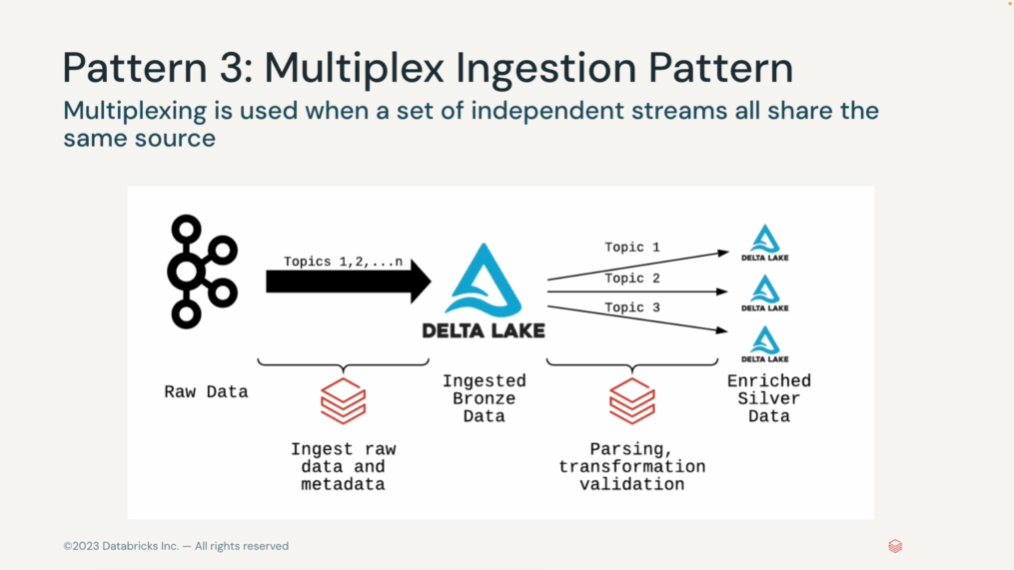 Pattern 3: Multiplex Ingestion Pattern
Multiplexing is used when a set of independent streams all share the
same source
Topics 1,2,...n
Topic 1
Topic 2
Topic 3
DELTA LAKE
DELTA LAKE
DELTA LAKE
DELTA LAKE
Raw Data
Ingest raw
data and
metadata
Ingested
Bronze
Data
Parsing,
transformation
validation
Enriched
Silver
Data
©2023 Databricks Inc. — All rights reserved